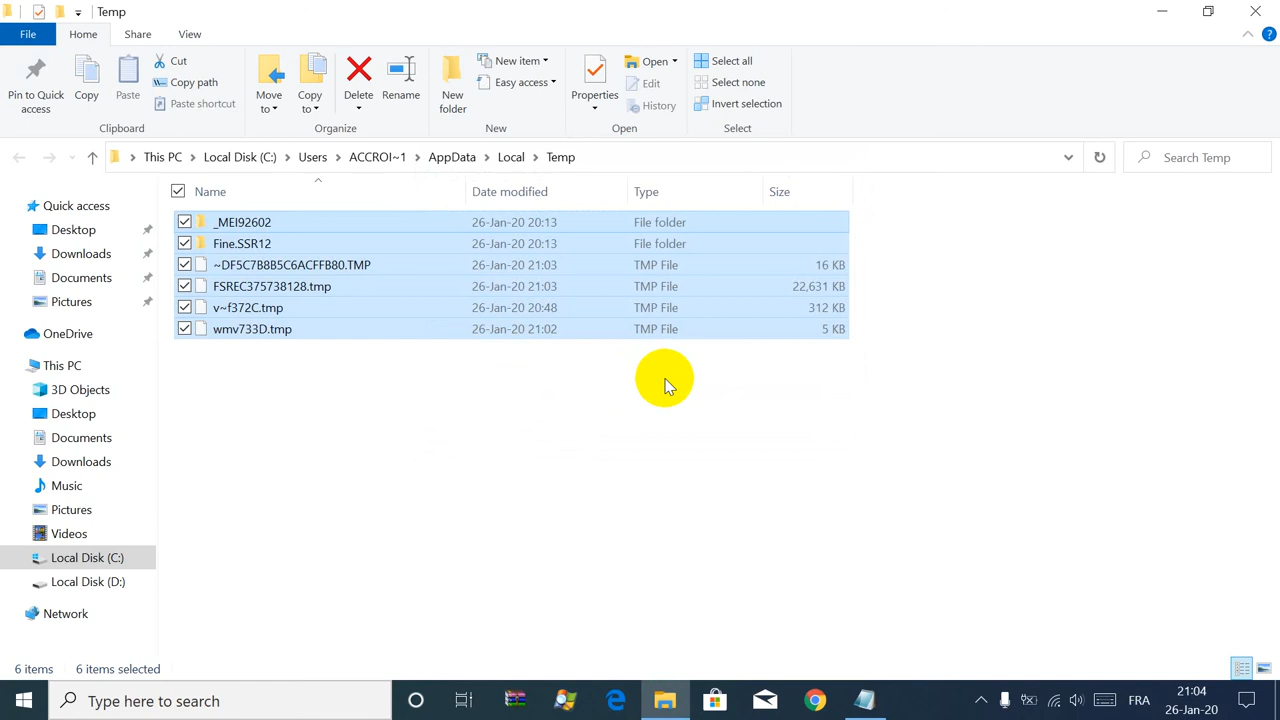 Temp
File Home Share View
Pin to Quick access
Copy
Paste
Cut
Copy path
Paste shortcut
Clipboard
Move to
Copy to
Delete
Rename
Organize
New folder
New item
Easy access
New
Properties
Open
Edit
History
Open
Select all
Select none
Invert selection
Select
This PC Local Disk (C:) Users ACCROI~1 AppData Local Temp
Search Temp
Name Date modified Type Size
_MEI92602 26-Jan-20 20:13 File folder
Fine.SSR12 26-Jan-20 20:13 File folder
~DF5C7B8B5C6ACFFB80.TMP 26-Jan-20 21:03 TMP File 16 KB
FSREC375738128.tmp 26-Jan-20 21:03 TMP File 22,631 KB
v~f372C.tmp 26-Jan-20 20:48 TMP File 312 KB
wmv733D.tmp 26-Jan-20 21:02 TMP File 5 KB
Quick access
Desktop
Downloads
Documents
Pictures
OneDrive
This PC
3D Objects
Desktop
Documents
Downloads
Music
Pictures
Videos
Local Disk (C:)
Local Disk (D:)
Network
6 items 6 items selected
Type here to search
FRA
21:04
26-Jan-20